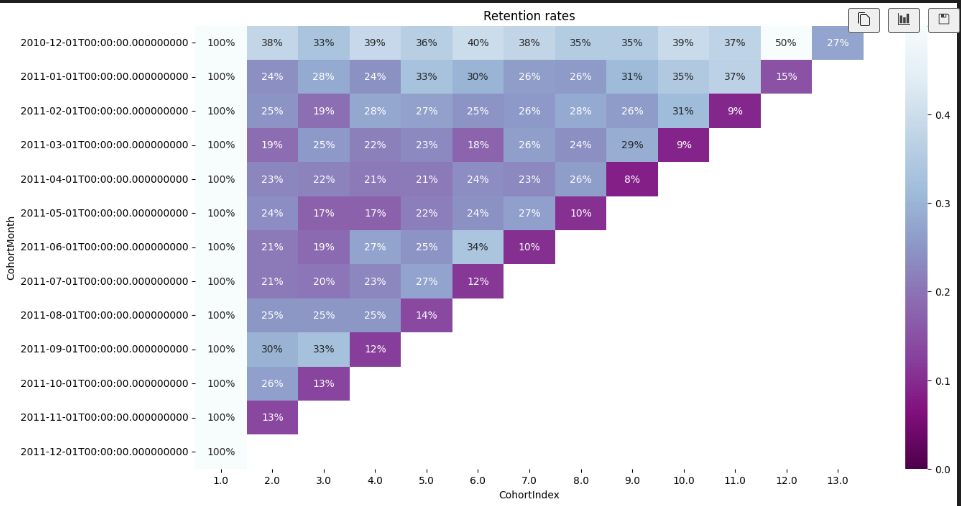 Retention rates
2010-12-01T00:00:00.000000000 100% 38% 33% 39% 36% 40% 38% 35% 35% 39% 37% 50% 27%
2011-01-01T00:00:00.000000000 100% 24% 28% 24% 33% 30% 26% 26% 31% 35% 37% 15%
2011-02-01T00:00:00.000000000 100% 25% 19% 28% 27% 25% 26% 28% 26% 31% 9%
0.4
2011-03-01T00:00:00.000000000 100% 19% 25% 22% 23% 18% 26% 24% 29% 9%
2011-04-01T00:00:00.000000000 100% 23% 22% 21% 21% 24% 23% 26% 8%
0.3
2011-05-01T00:00:00.000000000 100% 24% 17% 17% 22% 24% 27% 10%
CohortMonth
2011-06-01T00:00:00.000000000 100% 21% 19% 27% 25% 34% 10%
2011-07-01T00:00:00.000000000 100% 21% 20% 23% 27% 12%
0.2
2011-08-01T00:00:00.000000000 100% 25% 25% 25% 14%
2011-09-01T00:00:00.000000000 100% 30% 33% 12%
2011-10-01T00:00:00.000000000 100% 26% 13%
0.1
2011-11-01T00:00:00.000000000 100% 13%
2011-12-01T00:00:00.000000000 100%
0.0
1.0 2.0 3.0 4.0 5.0 6.0 7.0 8.0 9.0 10.0 11.0 12.0 13.0
CohortIndex